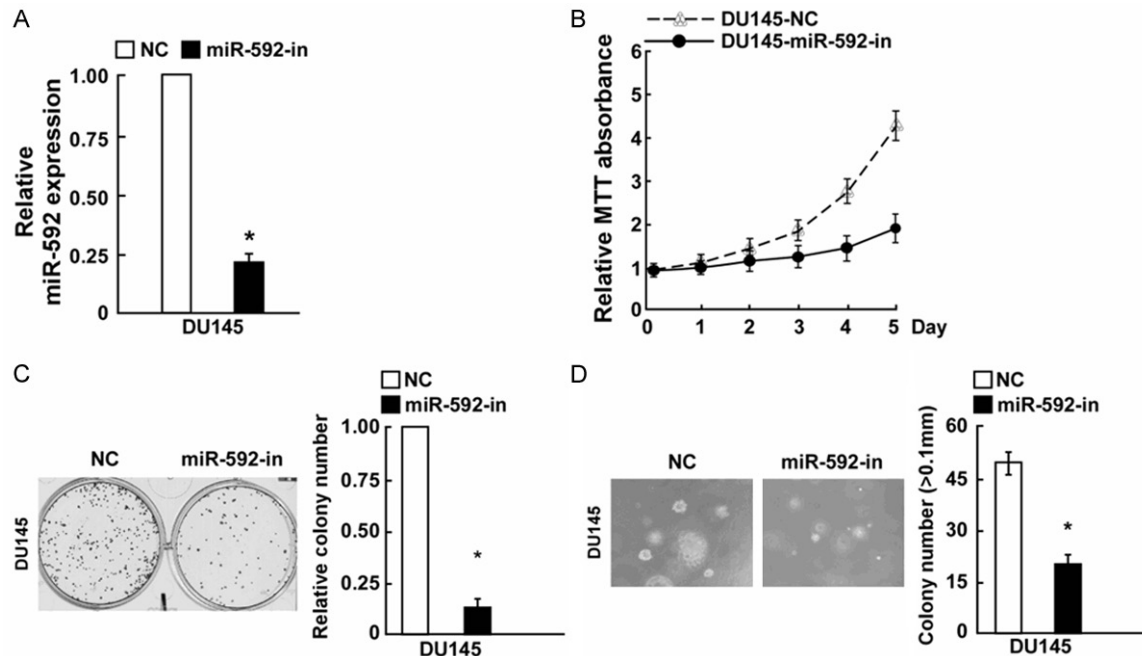 A
NC miR-592-in
Relative
miR-592 expression
1.00
0.75
0.50
0.25
0
*
DU145
B
DU145-NC
DU145-miR-592-in
Relative MTT absorbance
6
5
4
3
2
1
0
0 1 2 3 4 5 Day
C
NC miR-592-in
DU145
NC
miR-592-in
Relative colony number
1.00
0.75
0.50
0.25
0
*
DU145
D
NC miR-592-in
DU145
NC
miR-592-in
Colony number (>0.1mm)
60
45
30
15
0
*
DU145